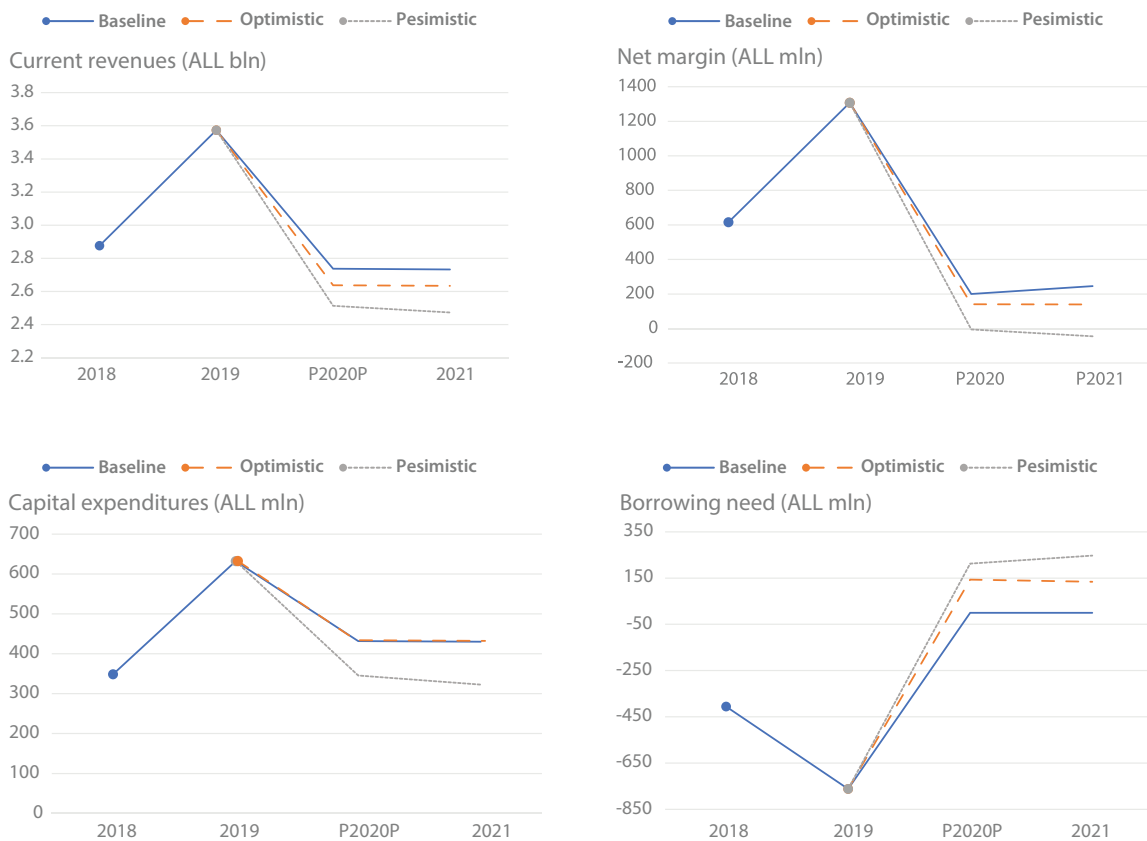 Baseline Optimistic Pesimistic
Current revenues (ALL bln)
3.8
3.6
3.4
3.2
3.0
2.8
2.6
2.4
2.2
2018 2019 P2020P 2021
Baseline Optimistic Pesimistic
Net margin (ALL mln)
1400
1200
1000
800
600
400
200
0
-200
2018 2019 P2020 P2021
Baseline Optimistic Pesimistic
Capital expenditures (ALL mln)
700
600
500
400
300
200
100
0
2018 2019 P2020P 2021
Baseline Optimistic Pesimistic
Borrowing need (ALL mln)
350
150
-50
-250
-450
-650
-850
2018 2019 P2020P 2021